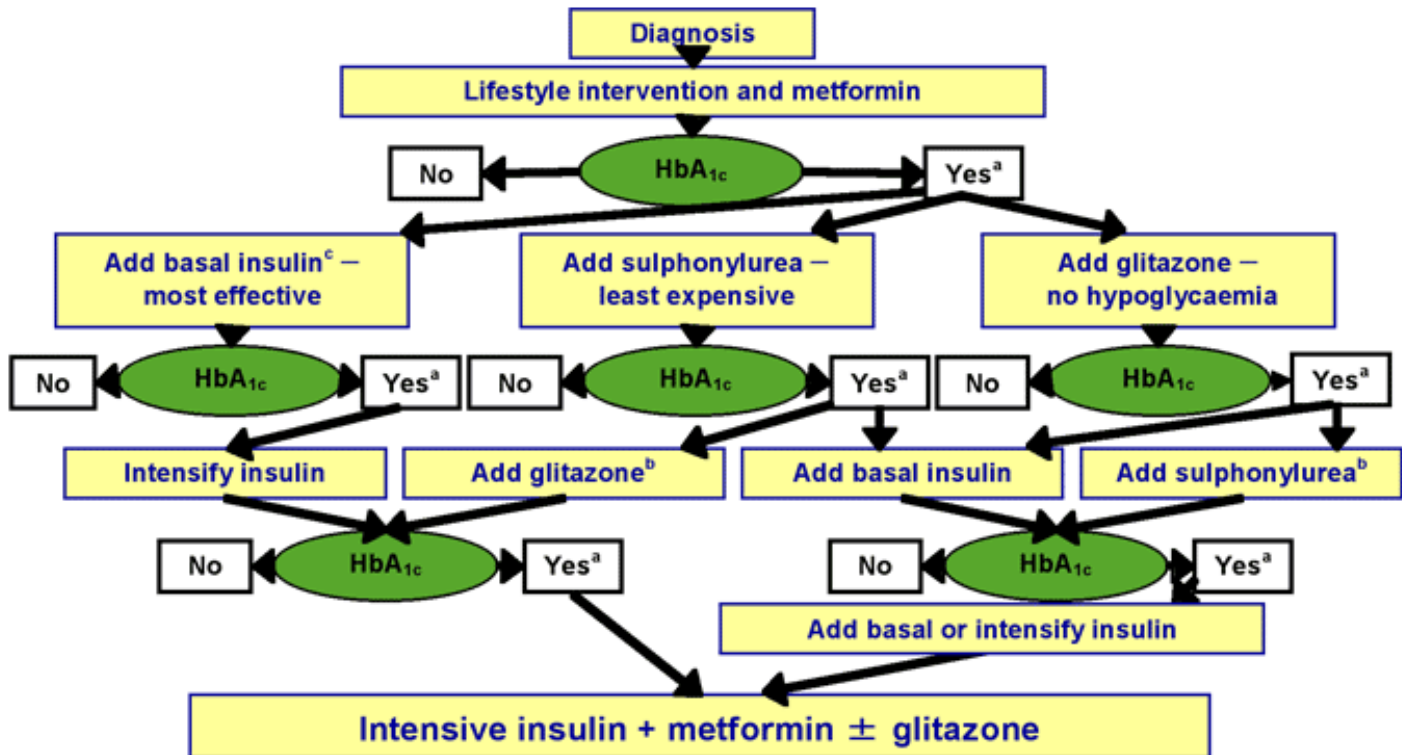 Diagnosis
Lifestyle intervention and metformin
No
HbA1c
Yesa
Add basal insulinc –
most effective
Add sulphonylurea –
least expensive
Add glitazone –
no hypoglycaemia
No
HbA1c
Yesa
No
HbA1c
Yesa
No
HbA1c
Yesa
Intensify insulin
Add glitazoneb
Add basal insulin
Add sulphonylureab
No
HbA1c
Yesa
No
HbA1c
Yesa
Add basal or intensify insulin
Intensive insulin + metformin ± glitazone